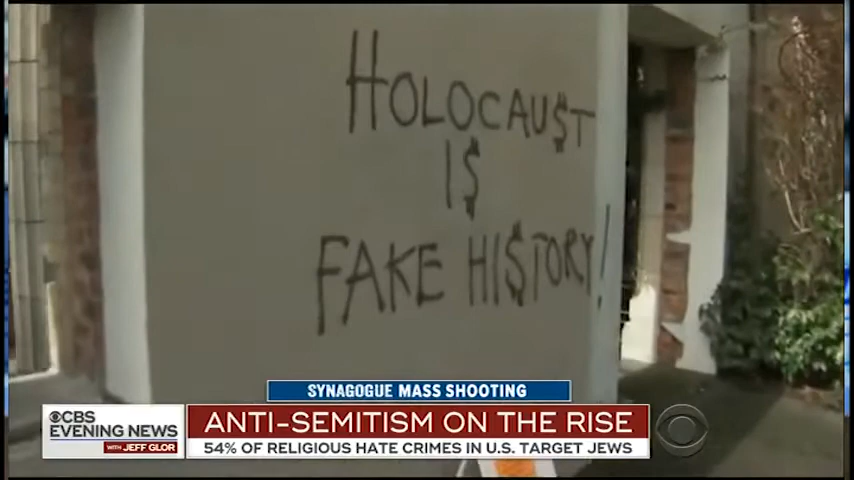 HOLOCAU$T
I$
FAKE HI$TORY!
SYNAGOGUE MASS SHOOTING
CBS
EVENING NEWS
WITH JEFF GLOR
ANTI-SEMITISM ON THE RISE
54% OF RELIGIOUS HATE CRIMES IN U.S. TARGET JEWS